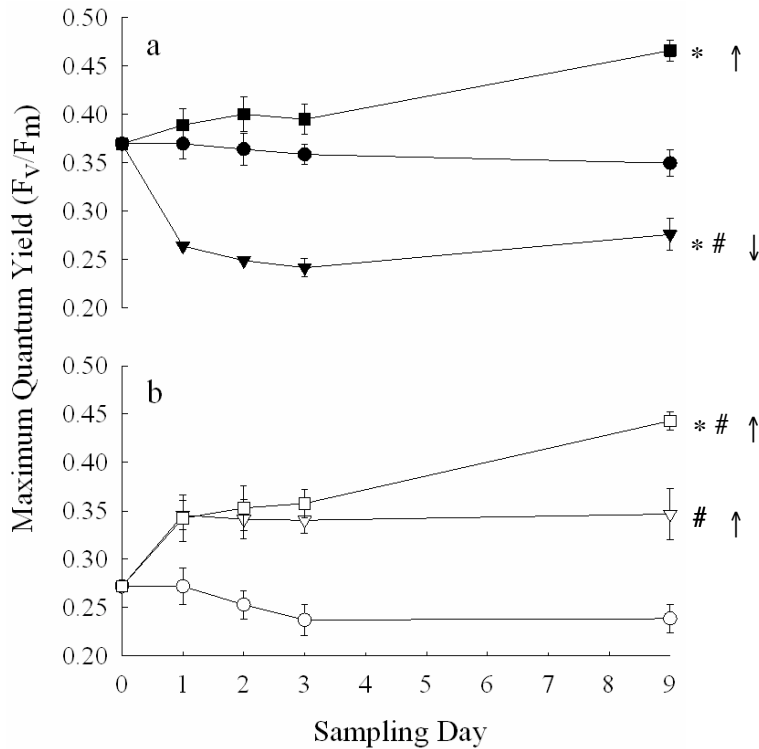 a
0.50
0.45
* ↑
0.40
0.35
0.30
0.25
* # ↓
0.20
Maximum Quantum Yield (Fv/Fm)
b
0.50
0.45
* # ↑
0.40
0.35
# ↑
0.30
0.25
0.20
0 1 2 3 4 5 6 7 8 9
Sampling Day